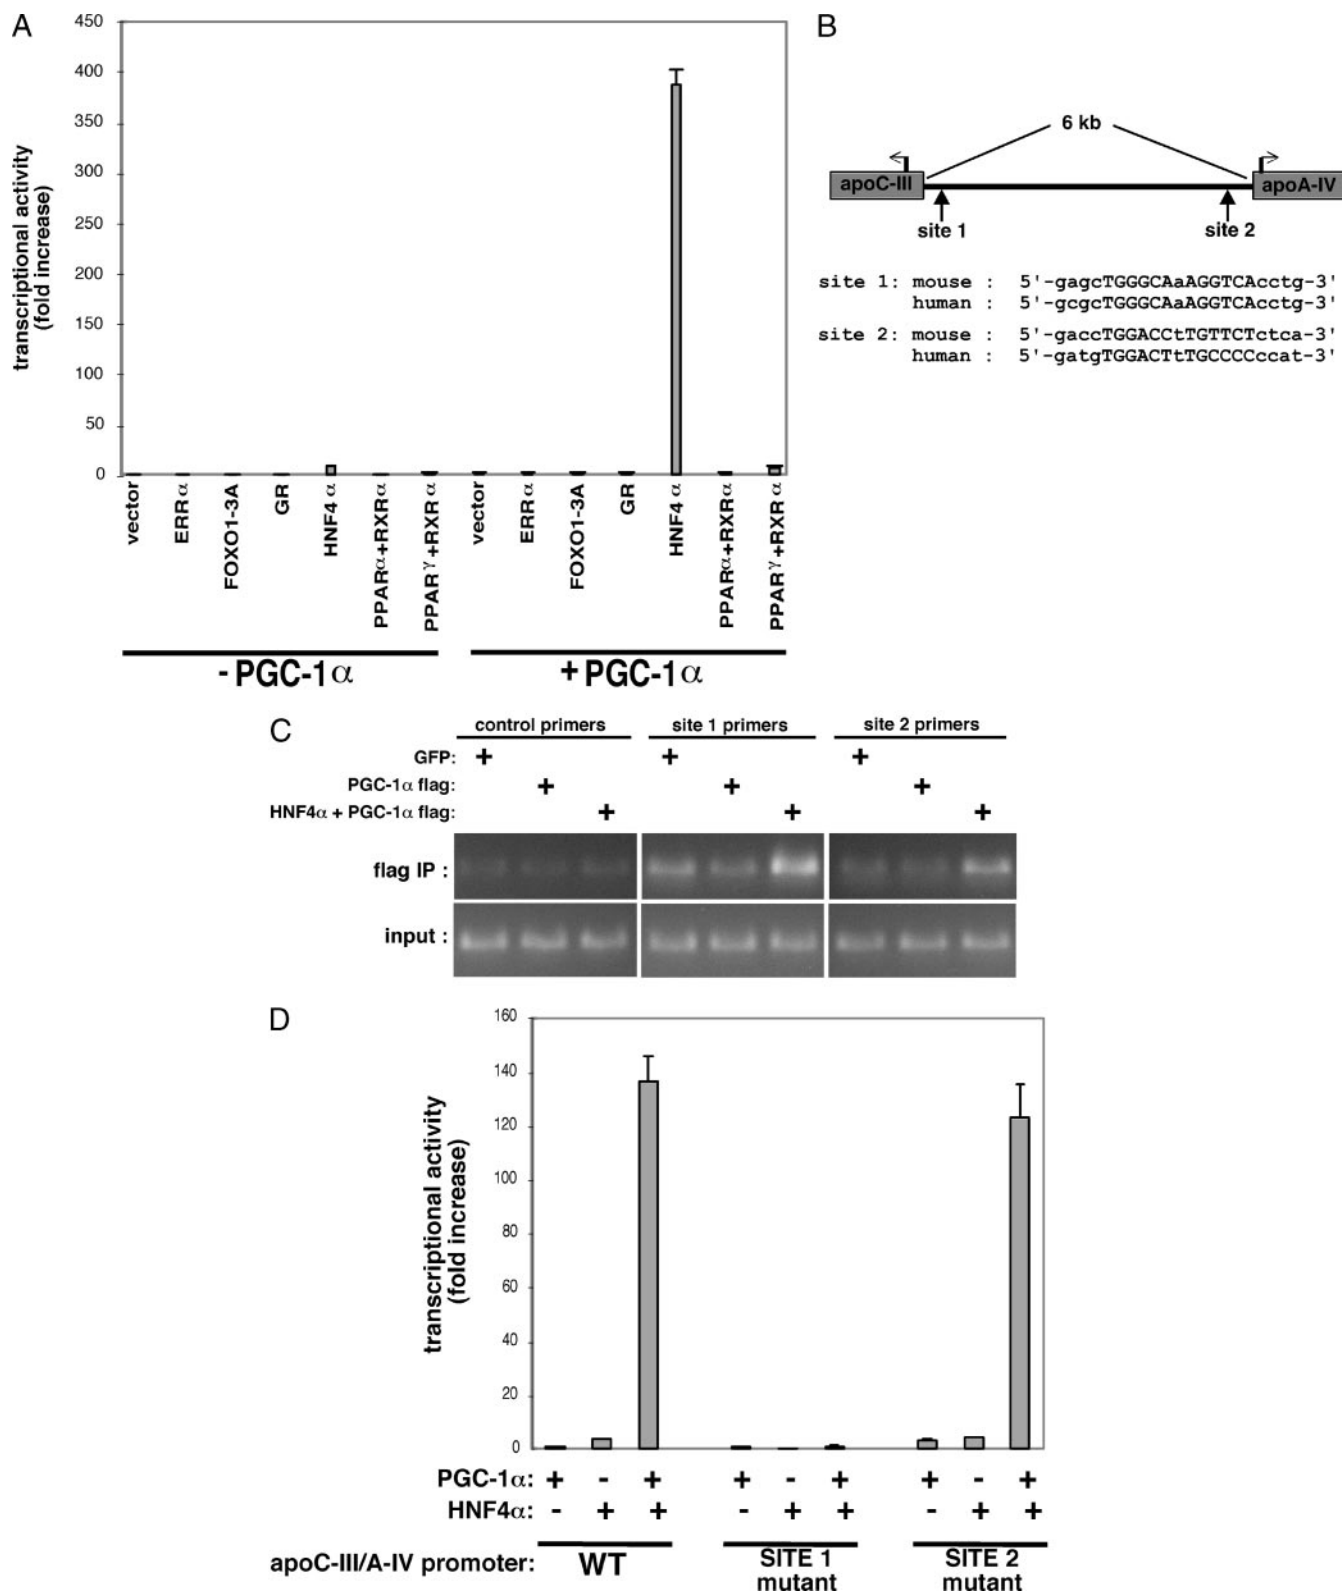 A
450
400
350
300
250
200
150
100
50
0
transcriptional activity
(fold increase)
vector
ERRα
FOXO1-3A
GR
HNF4α
PPARα+RXRα
PPARγ+RXRα
vector
ERRα
FOXO1-3A
GR
HNF4α
PPARα+RXRα
PPARγ+RXRα
- PGC-1α
+ PGC-1α
B
6 kb
apoC-III
apoA-IV
site 1
site 2
site 1: mouse : 5'-gagcTGGGCAaAGGTCAcctg-3'
human : 5'-gcgcTGGGCAaAGGTCAcctg-3'
site 2: mouse : 5'-gaccTGGACCtTGTTCTctca-3'
human : 5'-gatgTGGACTtTGCCCCccat-3'
C
control primers
site 1 primers
site 2 primers
GFP: + + +
PGC-1α flag: + + +
HNF4α + PGC-1α flag: + + +
flag IP :
input :
D
160
140
120
100
80
60
40
20
0
transcriptional activity
(fold increase)
PGC-1α: + - + + - + + - +
HNF4α: - + + - + + - + +
apoC-III/A-IV promoter: WT SITE 1 mutant SITE 2 mutant